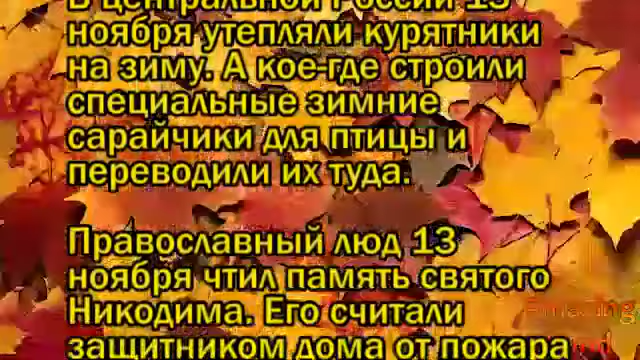 В центральной России 13
ноября утепляли курятники
на зиму. А кое-где строили
специальные зимние
сарайчики для птицы и
переводили их туда.
Православный люд 13
ноября чтил память святого
Никодима. Его считали
защитником дома от пожара